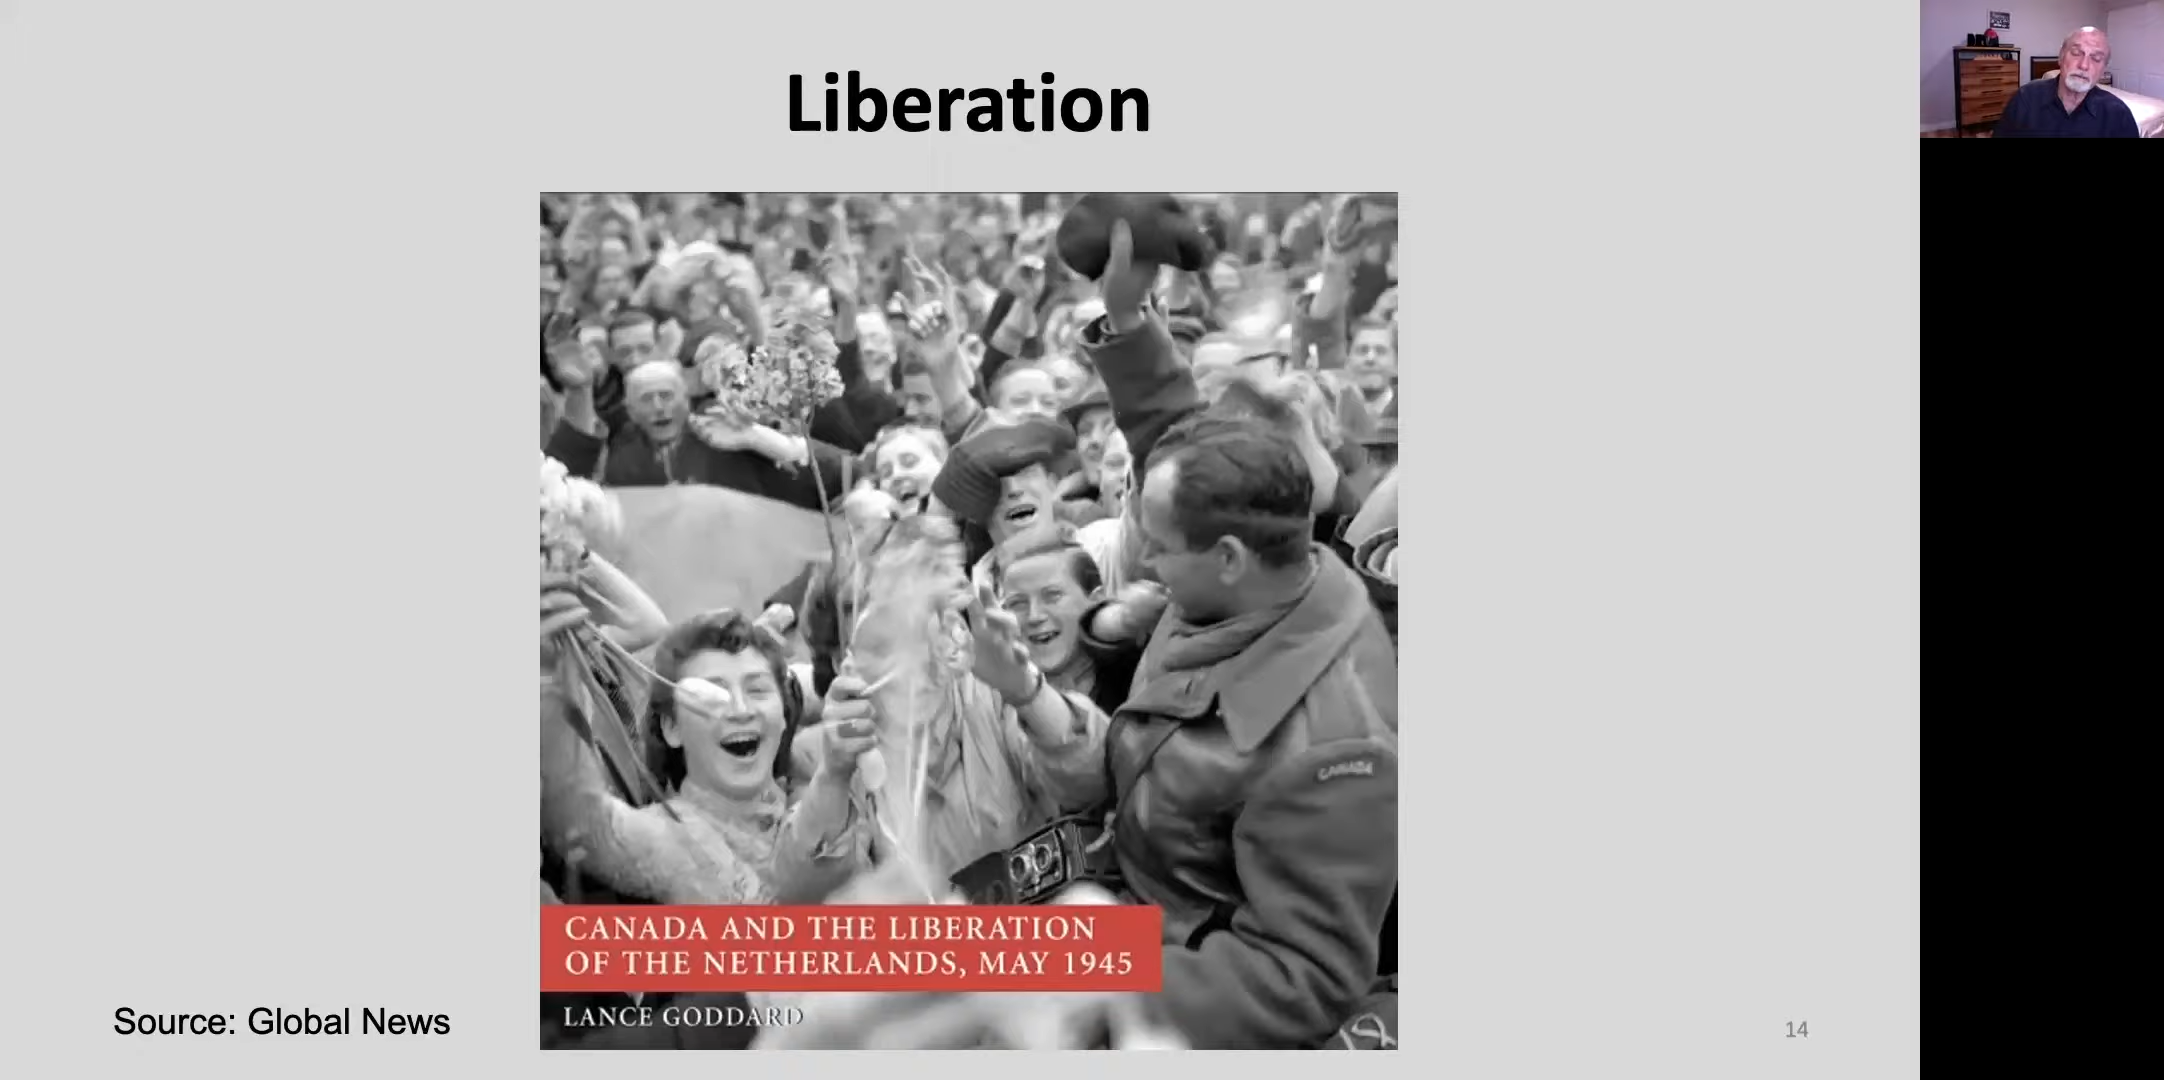 Liberation
CANADA
CANADA AND THE LIBERATION
OF THE NETHERLANDS, MAY 1945
LANCE GODDARD
Source: Global News
14